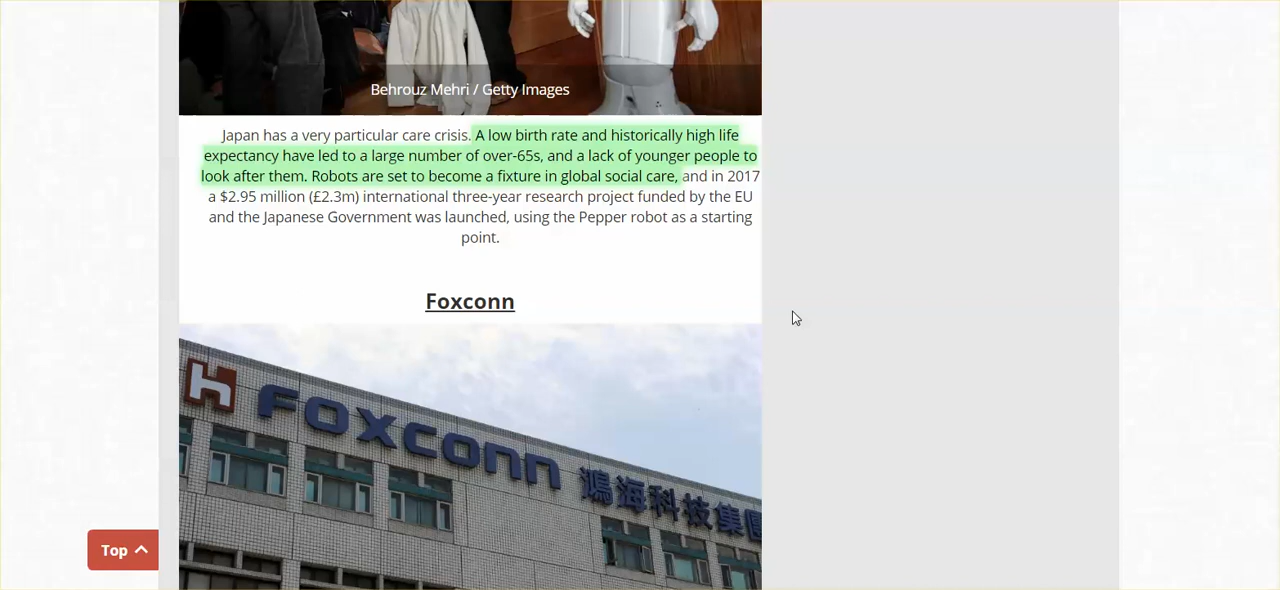 Behrouz Mehri / Getty Images
Japan has a very particular care crisis. A low birth rate and historically high life
expectancy have led to a large number of over-65s, and a lack of younger people to
look after them. Robots are set to become a fixture in global social care, and in 2017
a $2.95 million (£2.3m) international three-year research project funded by the EU
and the Japanese Government was launched, using the Pepper robot as a starting
point.
Foxconn
FOXCONN 鴻海科技集團
Top